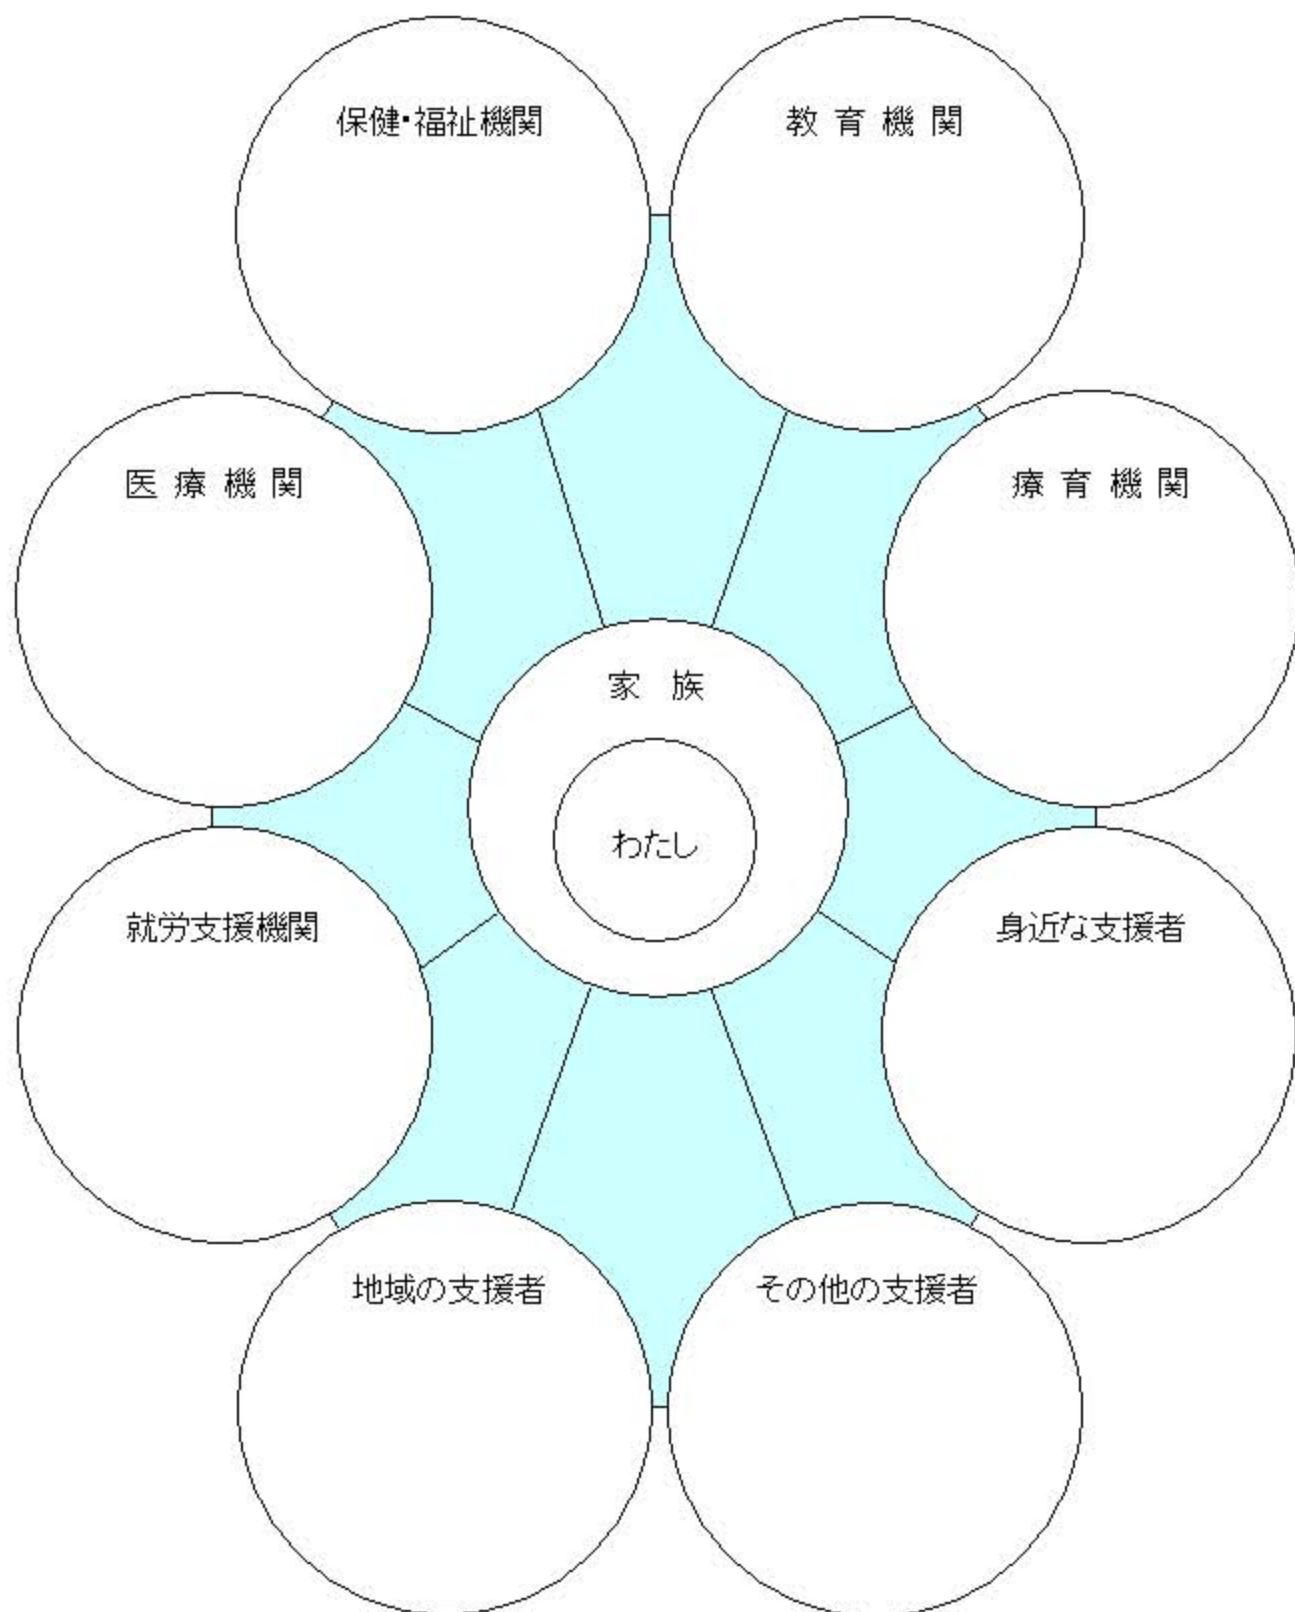 保健・福祉機関
教育機関
医療機関
療育機関
家族
わたし
就労支援機関
身近な支援者
地域の支援者
その他の支援者